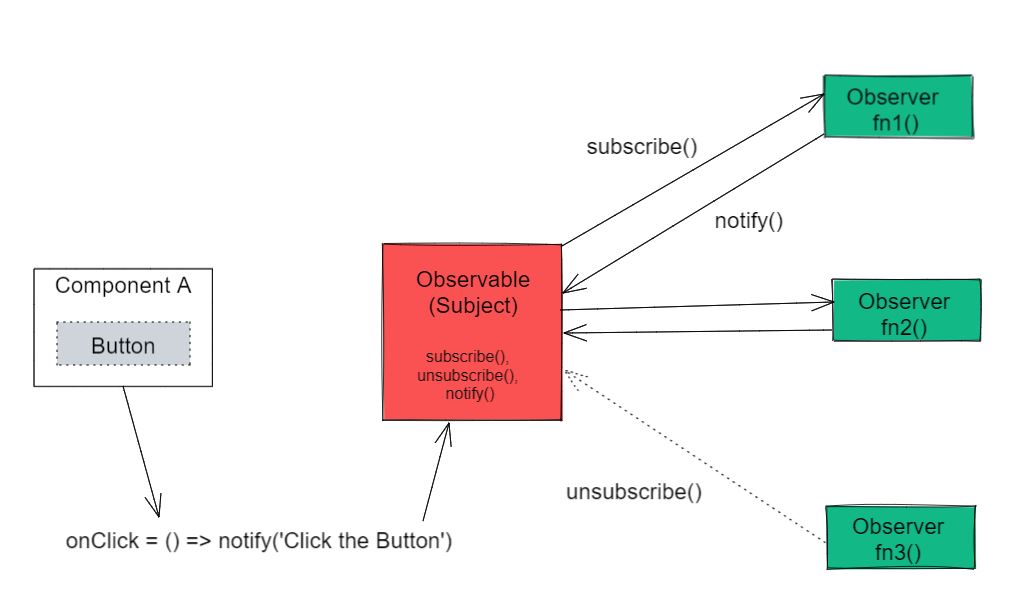 Observer
fn1()
subscribe()
notify()
Component A
Button
Observable
(Subject)
subscribe(),
unsubscribe(),
notify()
Observer
fn2()
unsubscribe()
Observer
fn3()
onClick = () => notify('Click the Button')